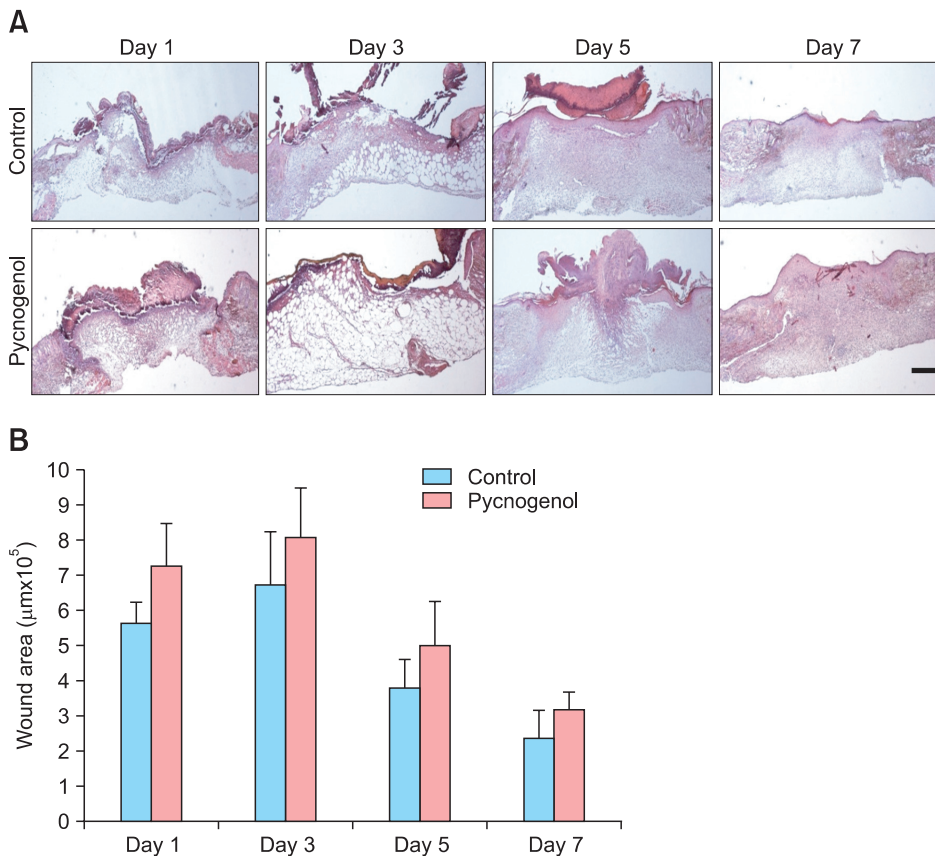 A
Day 1 Day 3 Day 5 Day 7
Control
Pycnogenol
B
Wound area (μmx10⁵)
10
9
8
7
6
5
4
3
2
1
0
Control
Pycnogenol
Day 1 Day 3 Day 5 Day 7